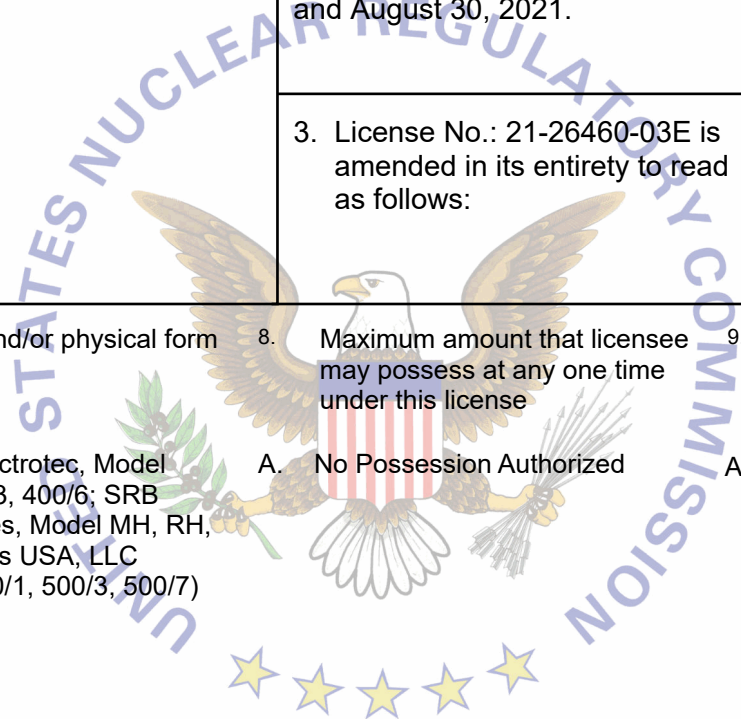 and August 30, 2021.
3. License No.: 21-26460-03E is
amended in its entirety to read
as follows:
nd/or physical form
8. Maximum amount that licensee
may possess at any one time
under this license
9
ctrotec, Model
3, 400/6; SRB
es, Model MH, RH,
s USA, LLC
0/1, 500/3, 500/7)
A. No Possession Authorized
A
UNITED STATES NUCLEAR REGULATORY COMMISSION